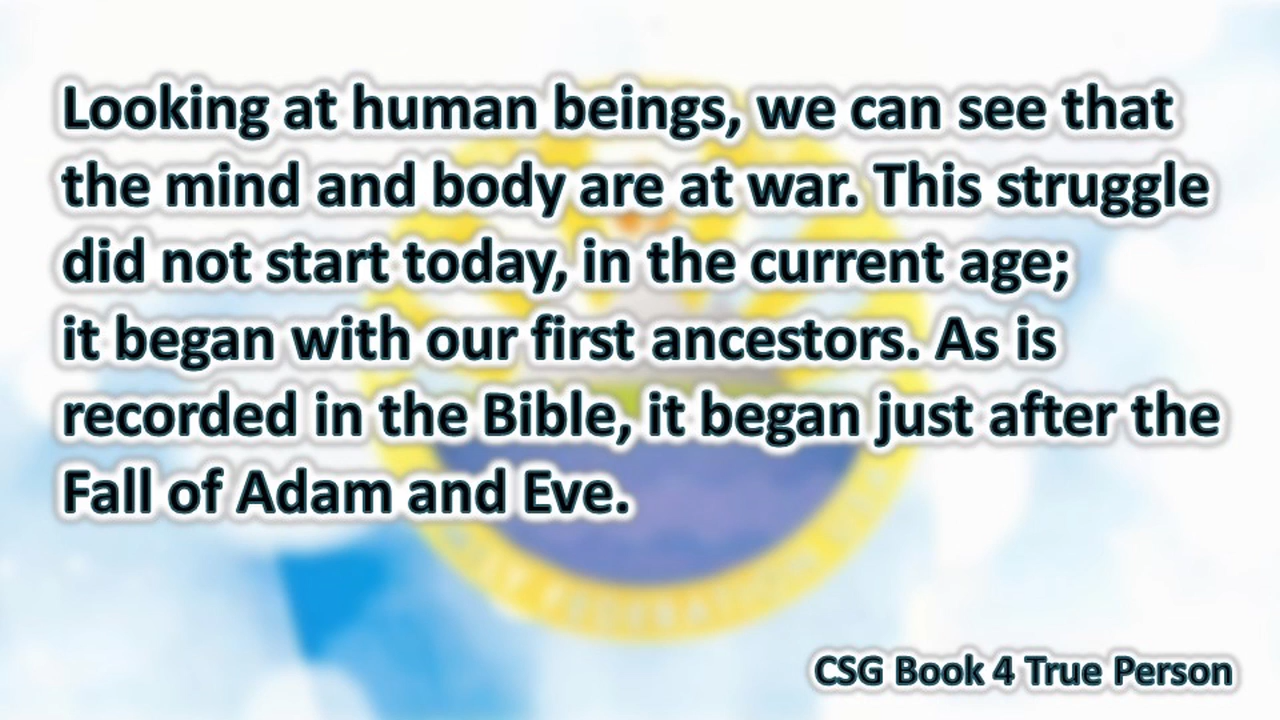 Looking at human beings, we can see that
the mind and body are at war. This struggle
did not start today, in the current age;
it began with our first ancestors. As is
recorded in the Bible, it began just after the
Fall of Adam and Eve.
FEDERATION
CSG Book 4 True Person